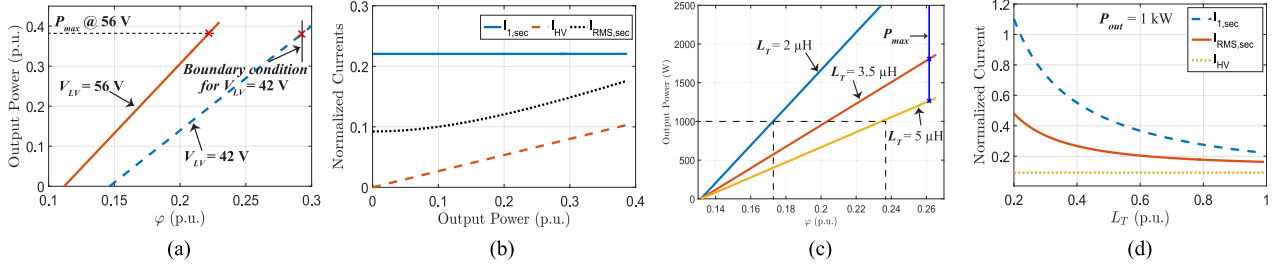 0.4
0.3
0.2
0.1
0
Output Power (p.u.)
P_max @ 56 V
V_LV = 56 V
V_LV = 42 V
Boundary condition
for V_LV = 42 V
0.1
0.15
0.2
0.25
0.3
φ (p.u.)
(a)
0.3
0.2
0.1
0
Normalized Currents
I_1,sec
I_HV
I_RMS,sec
0
0.1
0.2
0.3
0.4
Output Power (p.u.)
(b)
2500
2000
1500
1000
500
0
Output Power (W)
L_T = 2 μH
L_T = 3.5 μH
L_T = 5 μH
P_max
0.14
0.16
0.18
0.2
0.22
0.24
0.26
φ (p.u.)
(c)
1.2
1.0
0.8
0.6
0.4
0.2
Normalized Current
P_out = 1 kW
I_1,sec
I_RMS,sec
I_HV
0.2
0.4
0.6
0.8
1
L_T (p.u.)
(d)